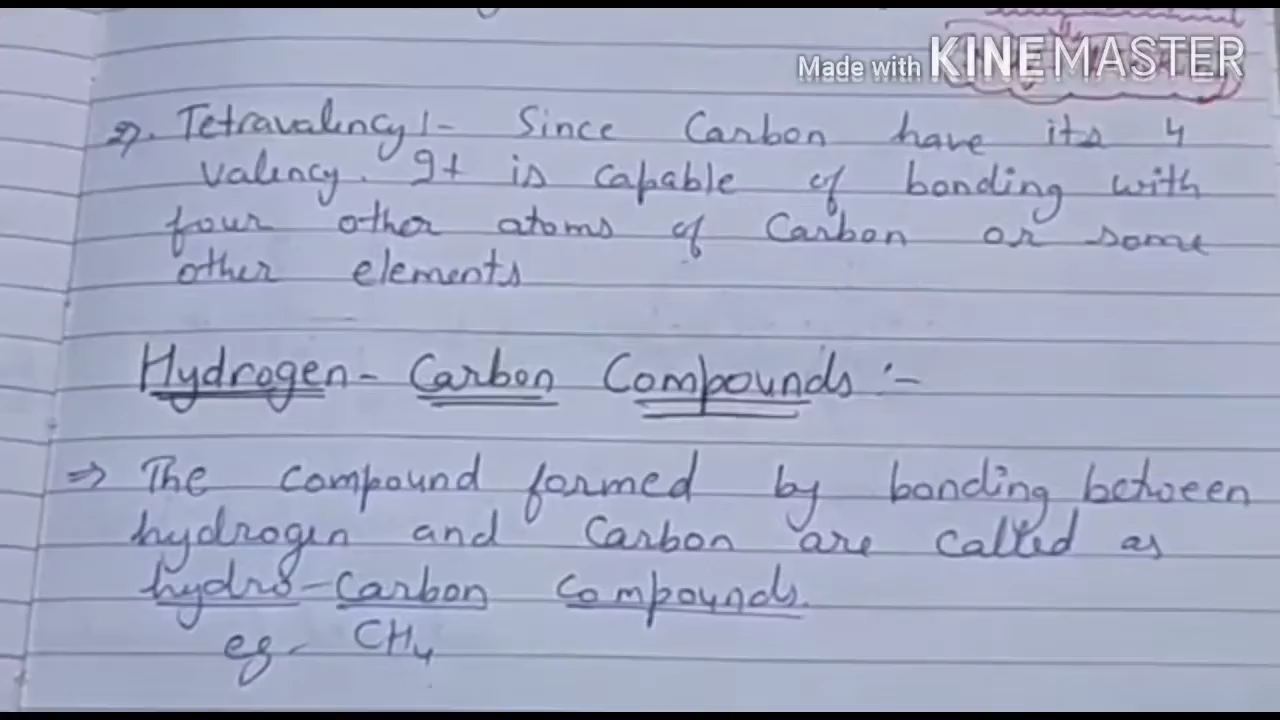 Made with KINEMASTER
2). Tetravalency:- Since Carbon have its 4
valency. It is capable of bonding with
four other atoms of Carbon or some
other elements
Hydrogen- Carbon Compounds :-
⇒ The compound formed by bonding between
hydrogen and Carbon are called as
hydro-Carbon Compounds.
eg- CH₄